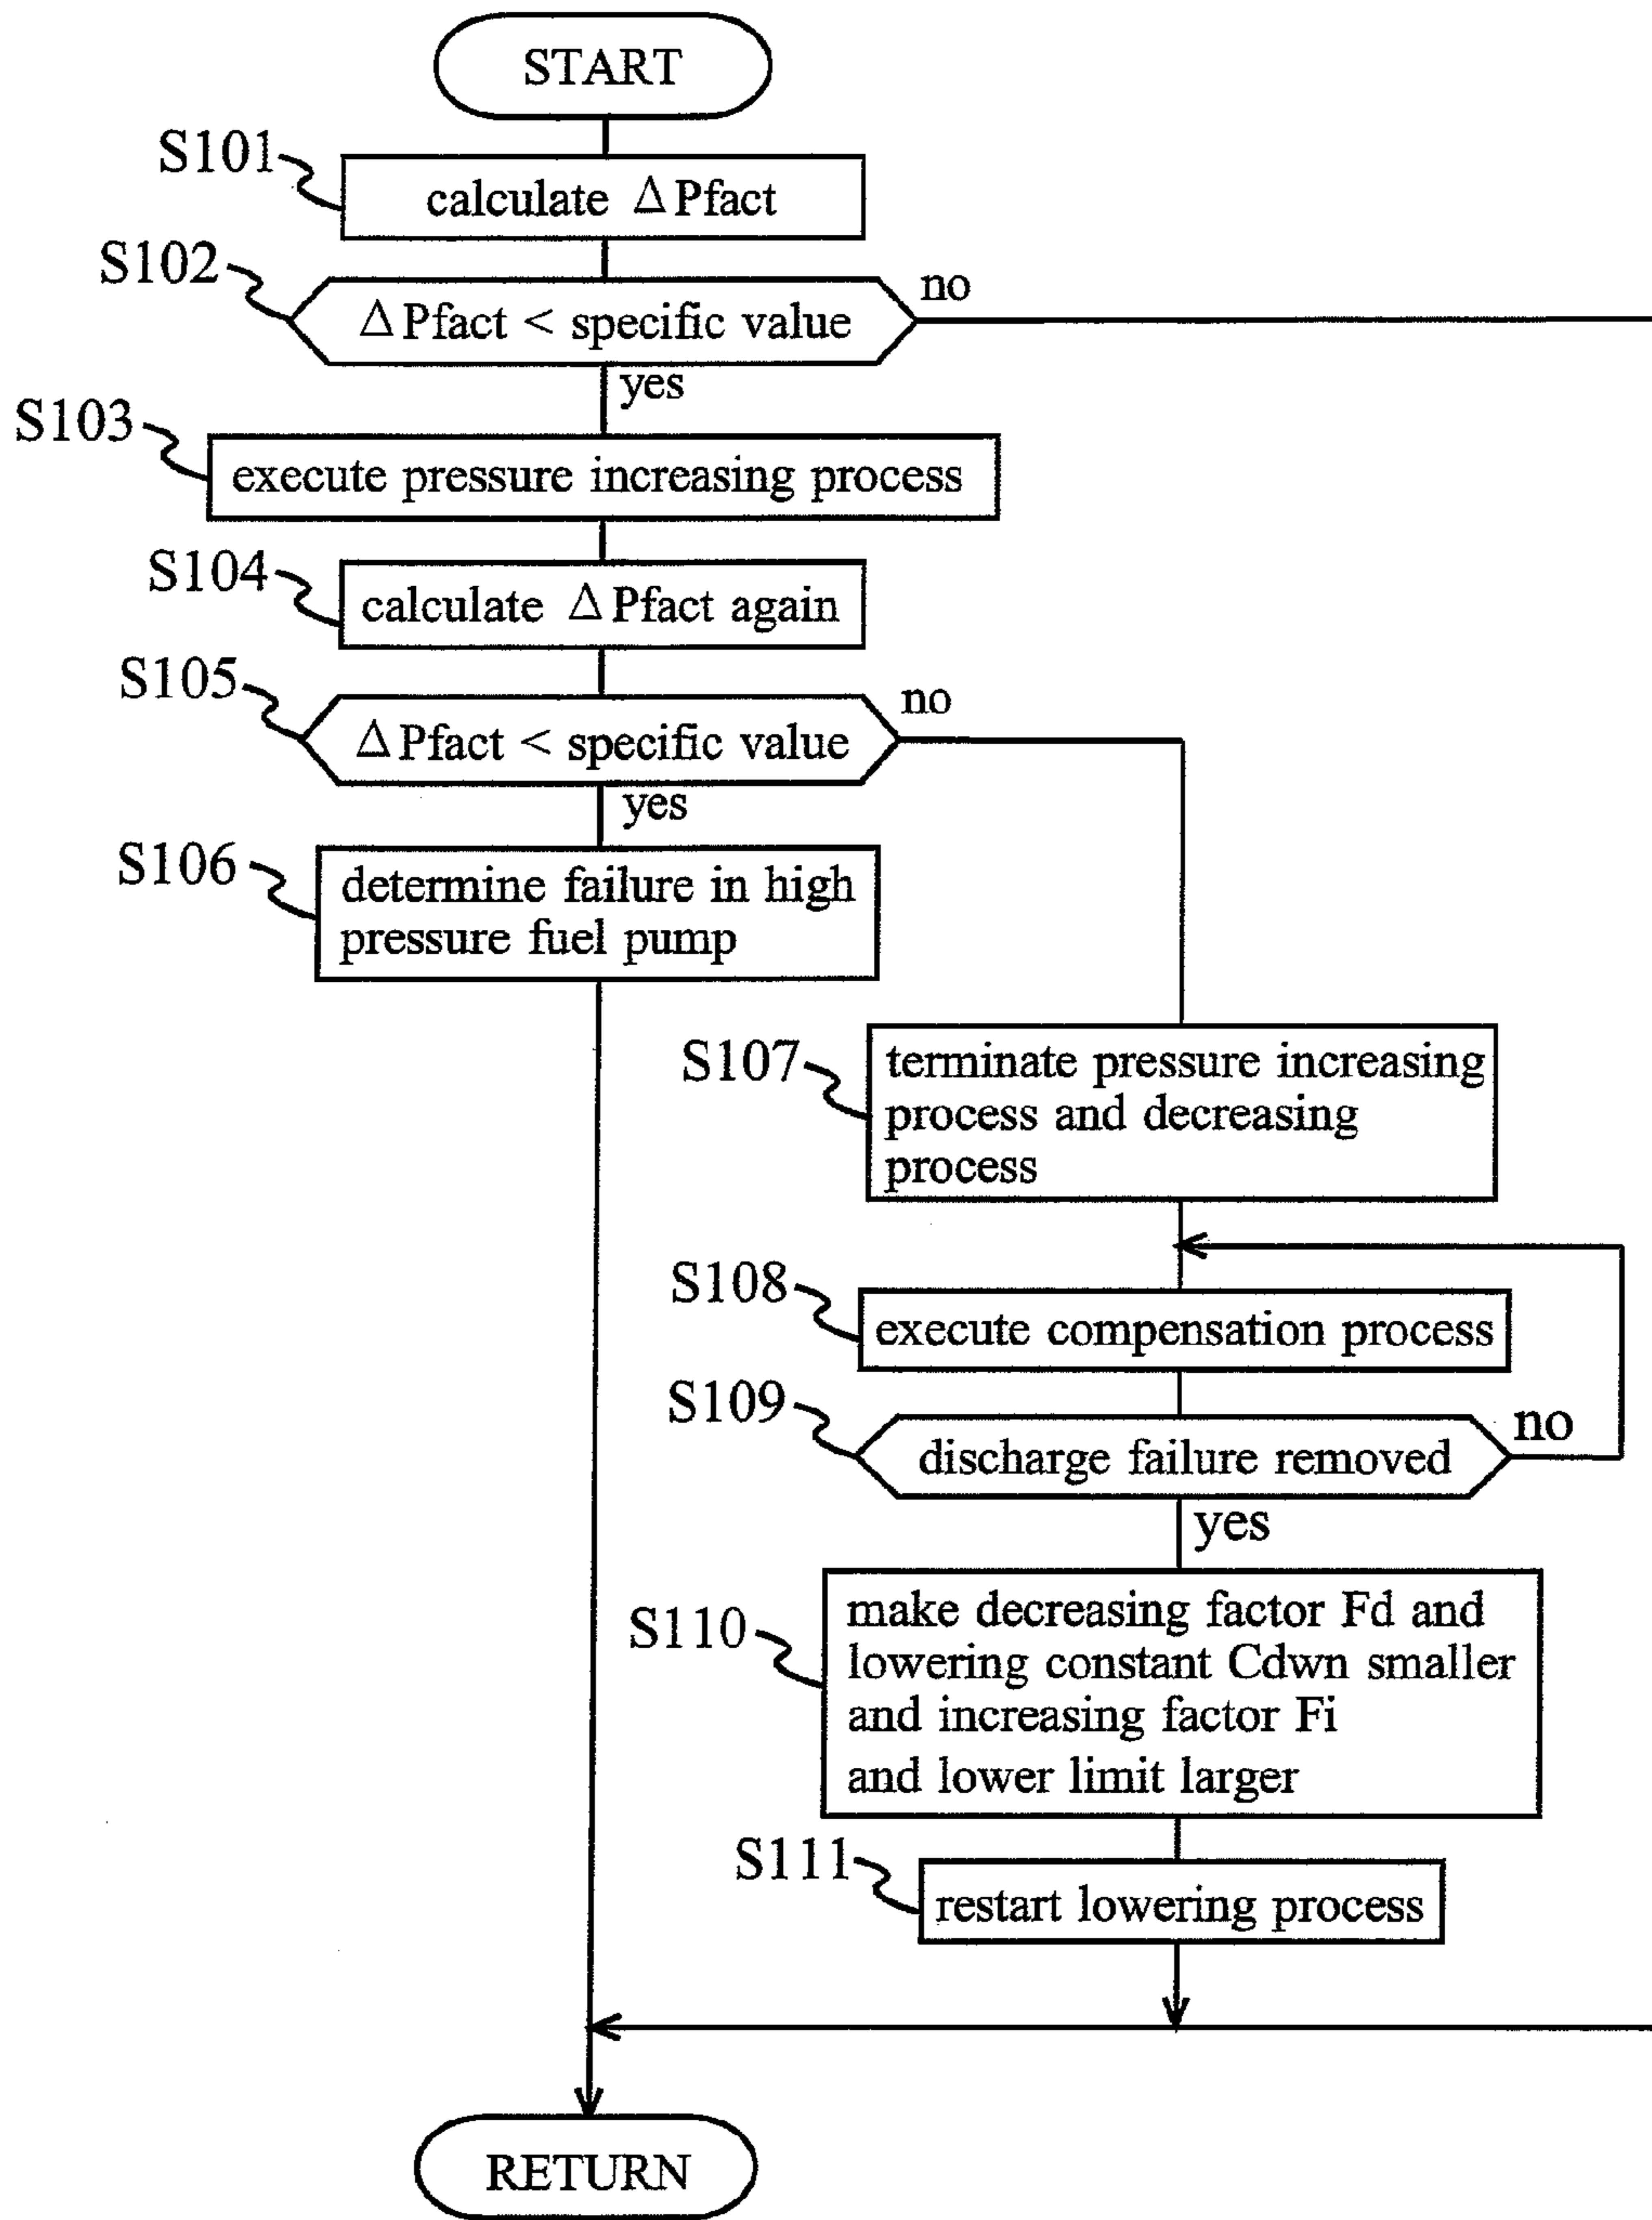 START
S101
calculate ΔPfact
S102
ΔPfact < specific value
no
yes
S103
execute pressure increasing process
S104
calculate ΔPfact again
S105
ΔPfact < specific value
no
yes
S106
determine failure in high
pressure fuel pump
S107
terminate pressure increasing
process and decreasing
process
S108
execute compensation process
S109
discharge failure removed
no
yes
S110
make decreasing factor Fd and
lowering constant Cdwn smaller
and increasing factor Fi
and lower limit larger
S111
restart lowering process
RETURN